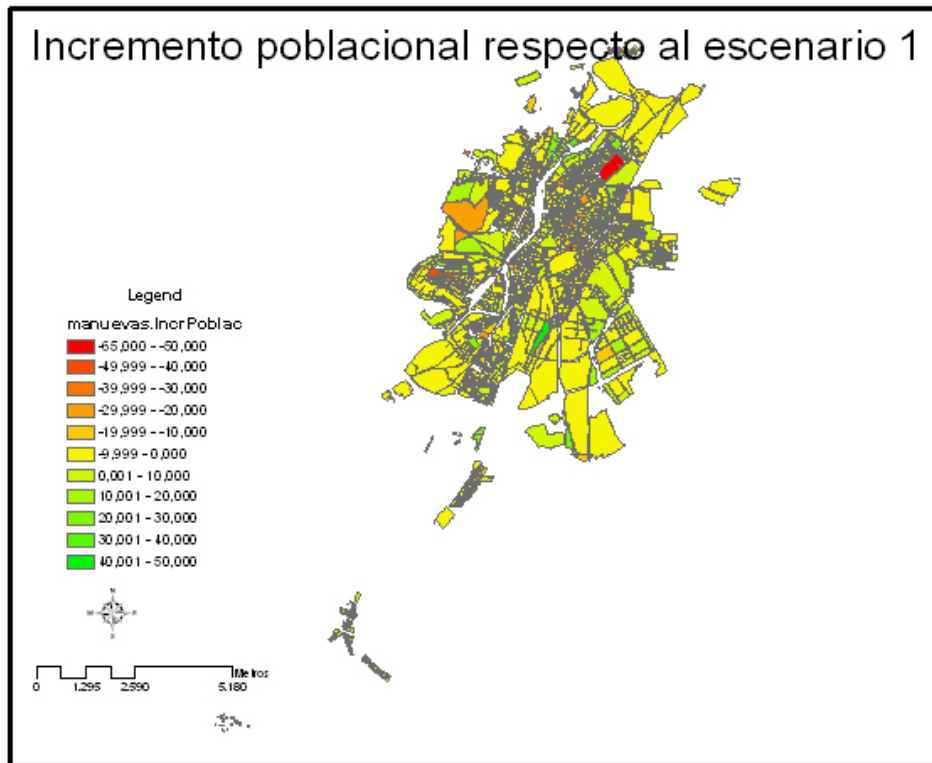 Incremento poblacional respecto al escenario 1
Legend
manuevas.IncrPoblac
-65,000 - -50,000
-49,999 - -40,000
-39,999 - -30,000
-29,999 - -20,000
-19,999 - -10,000
-9,999 - 0,000
0,001 - 10,000
10,001 - 20,000
20,001 - 30,000
30,001 - 40,000
40,001 - 50,000
N
W E
S
Metros
0 1.295 2.590 5.180